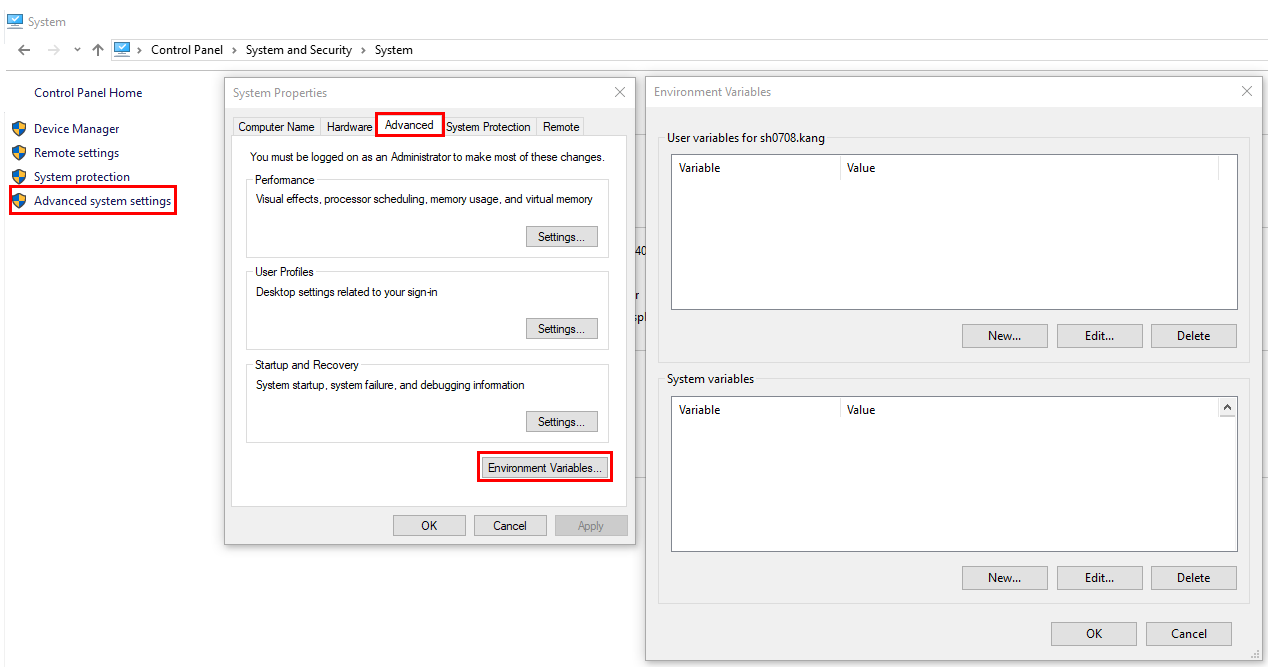 System
Control Panel > System and Security > System
Control Panel Home
Device Manager
Remote settings
System protection
Advanced system settings
System Properties
Computer Name Hardware Advanced System Protection Remote
You must be logged on as an Administrator to make most of these changes.
Performance
Visual effects, processor scheduling, memory usage, and virtual memory
Settings...
User Profiles
Desktop settings related to your sign-in
Settings...
Startup and Recovery
System startup, system failure, and debugging information
Settings...
Environment Variables...
OK Cancel Apply
40
r
Environment Variables
User variables for sh0708.kang
Variable Value
New... Edit... Delete
System variables
Variable Value
New... Edit... Delete
OK Cancel